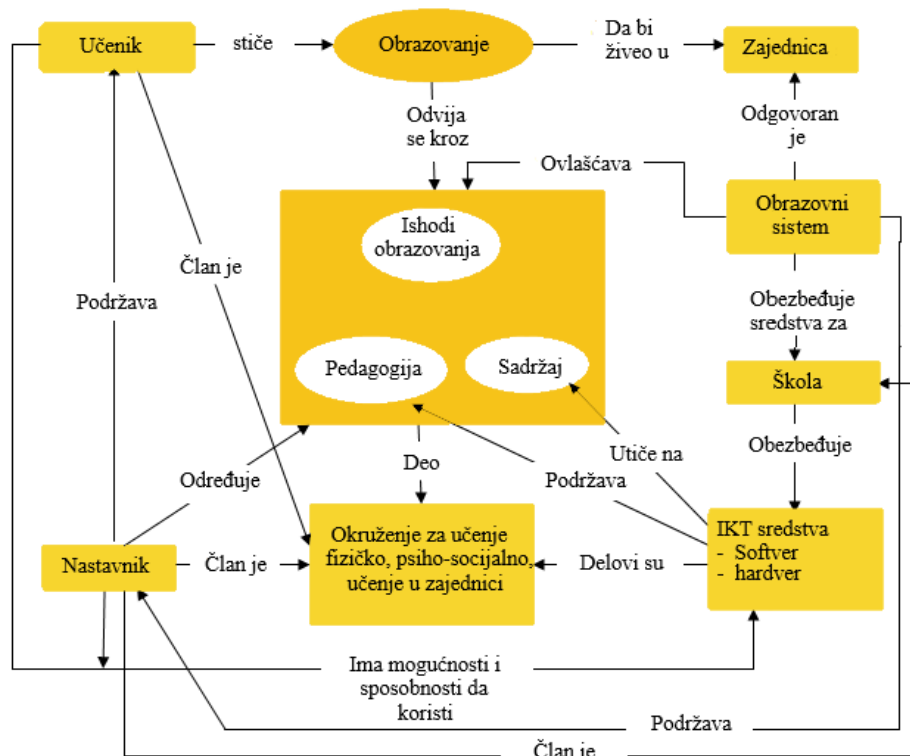 Učenik
stiče
Obrazovanje
Da bi
živeo u
Zajednica
Odvija
se kroz
Odgovoran
je
Ovlašćava
Obrazovni
sistem
Ishodi
obrazovanja
Član je
Podržava
Obezbeđuje
sredstva za
Pedagogija
Sadržaj
Škola
Obezbeđuje
Utiče na
Deo
Određuje
Podržava
Okruženje za učenje
fizičko, psiho-socijalno,
učenje u zajednici
IKT sredstva
- Softver
- hardver
Nastavnik
Član je
Delovi su
Ima mogućnosti i
sposobnosti da
koristi
Podržava
Član je